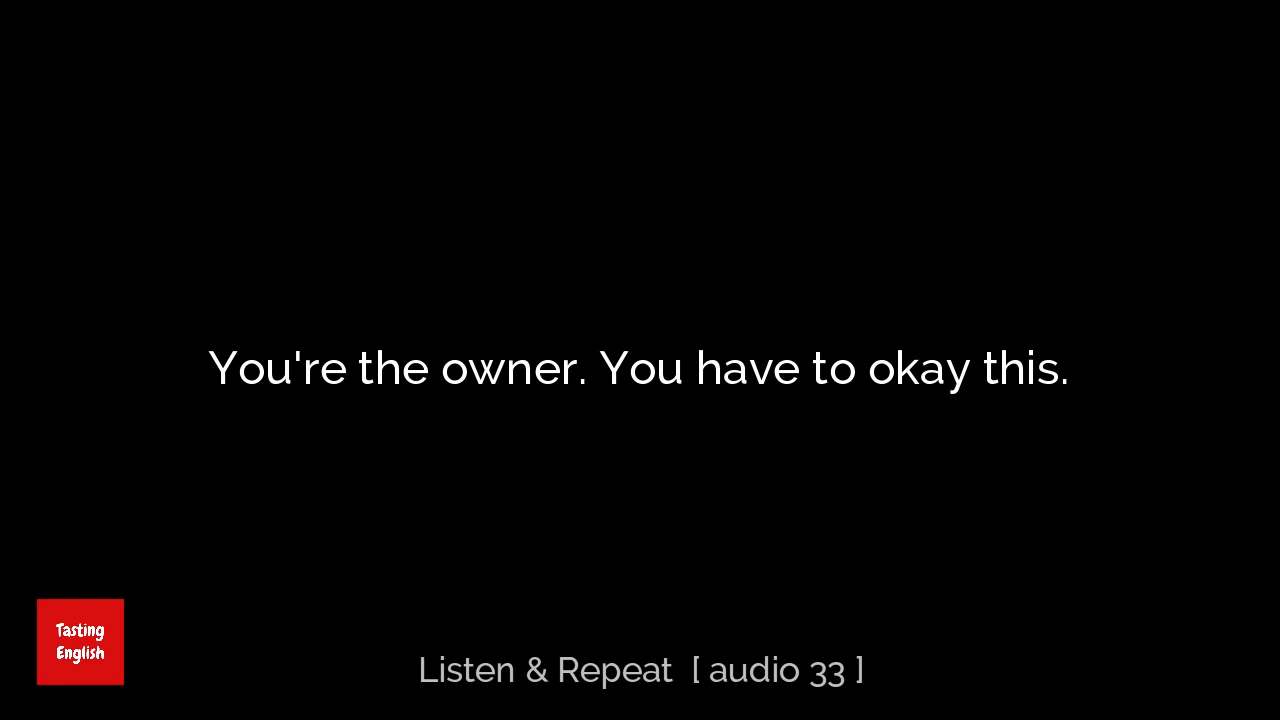 You're the owner. You have to okay this.
Tasting
English
Listen & Repeat [ audio 33 ]